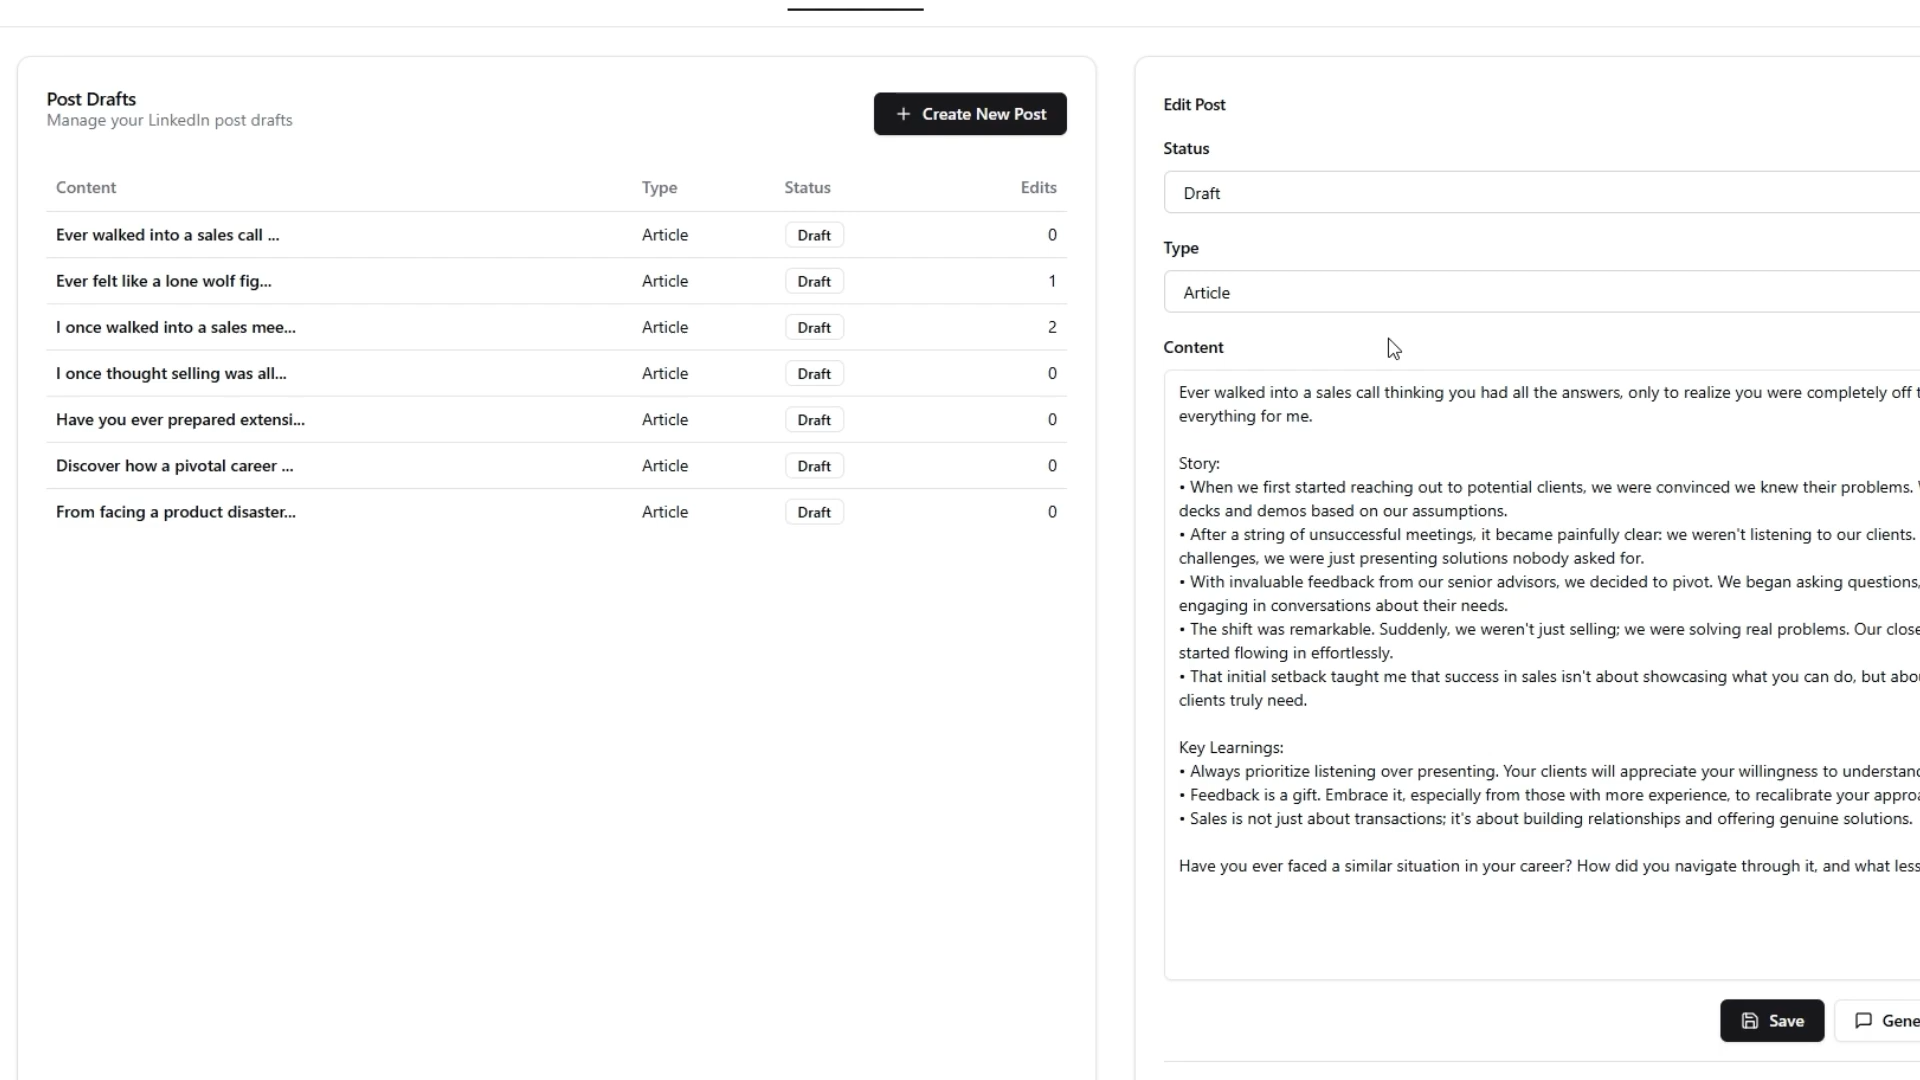 Post Drafts
Manage your LinkedIn post drafts
+ Create New Post
Content Type Status Edits
Ever walked into a sales call ... Article Draft 0
Ever felt like a lone wolf fig... Article Draft 1
I once walked into a sales mee... Article Draft 2
I once thought selling was all... Article Draft 0
Have you ever prepared extensi... Article Draft 0
Discover how a pivotal career ... Article Draft 0
From facing a product disaster... Article Draft 0
Edit Post
Status
Draft
Type
Article
Content
Ever walked into a sales call thinking you had all the answers, only to realize you were completely off
everything for me.
Story:
• When we first started reaching out to potential clients, we were convinced we knew their problems.
decks and demos based on our assumptions.
• After a string of unsuccessful meetings, it became painfully clear: we weren't listening to our clients.
challenges, we were just presenting solutions nobody asked for.
• With invaluable feedback from our senior advisors, we decided to pivot. We began asking questions,
engaging in conversations about their needs.
• The shift was remarkable. Suddenly, we weren't just selling; we were solving real problems. Our close
started flowing in effortlessly.
• That initial setback taught me that success in sales isn't about showcasing what you can do, but abou
clients truly need.
Key Learnings:
• Always prioritize listening over presenting. Your clients will appreciate your willingness to understand
• Feedback is a gift. Embrace it, especially from those with more experience, to recalibrate your approa
• Sales is not just about transactions; it's about building relationships and offering genuine solutions.
Have you ever faced a similar situation in your career? How did you navigate through it, and what less
Save
Gene